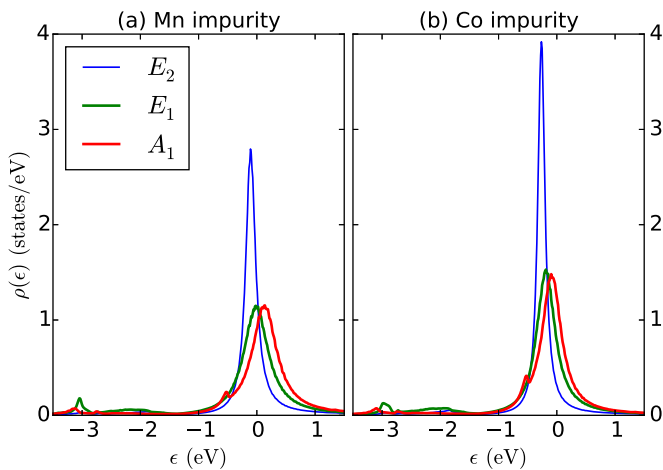 (a) Mn impurity
(b) Co impurity
E₂
E₁
A₁
ρ(ϵ) (states/eV)
4
3
2
1
0
4
3
2
1
0
−3 −2 −1 0 1
−3 −2 −1 0 1
ϵ (eV)
ϵ (eV)